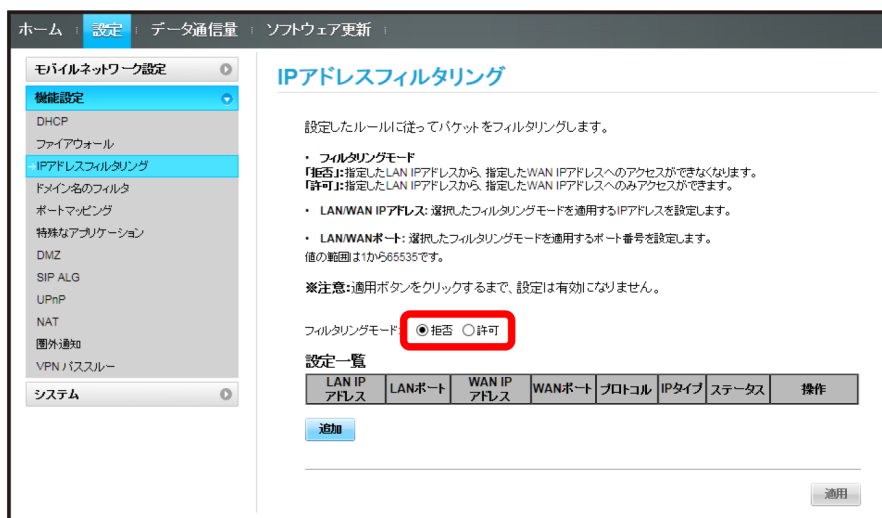 ホーム 設定 データ通信量 ソフトウェア更新
モバイルネットワーク設定
機能設定
DHCP
ファイアウォール
IPアドレスフィルタリング
ドメイン名のフィルタ
ポートマッピング
特殊なアプリケーション
DMZ
SIP ALG
UPnP
NAT
圏外通知
VPN パススルー
システム
IPアドレスフィルタリング
設定したルールに従ってパケットをフィルタリングします。
・ フィルタリングモード
「拒否」:指定したLAN IPアドレスから、指定したWAN IPアドレスへのアクセスができなくなります。
「許可」:指定したLAN IPアドレスから、指定したWAN IPアドレスへのみアクセスができます。
・ LAN/WAN IPアドレス: 選択したフィルタリングモードを適用するIPアドレスを設定します。
・ LAN/WANポート: 選択したフィルタリングモードを適用するポート番号を設定します。
値の範囲は1から65535です。
※注意:適用ボタンをクリックするまで、設定は有効になりません。
フィルタリングモード: 拒否 許可
設定一覧
LAN IPアドレス LANポート WAN IPアドレス WANポート プロトコル IPタイプ ステータス 操作
追加
適用